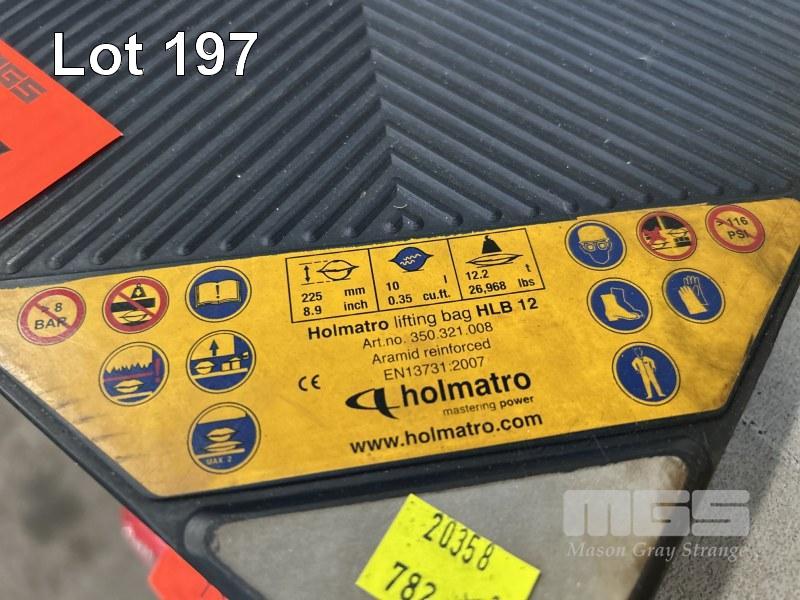 Lot 197
NGS
> 8
BAR
225 mm
8.9 inch
10 l
0.35 cu.ft.
12.2 t
26,968 lbs
>116
PSI
Holmatro lifting bag HLB 12
Art.no. 350.321.008
Aramid reinforced
EN13731:2007
CE
holmatro
mastering power
www.holmatro.com
MAX. 2
20358
782
MGS
Mason Gray Strange